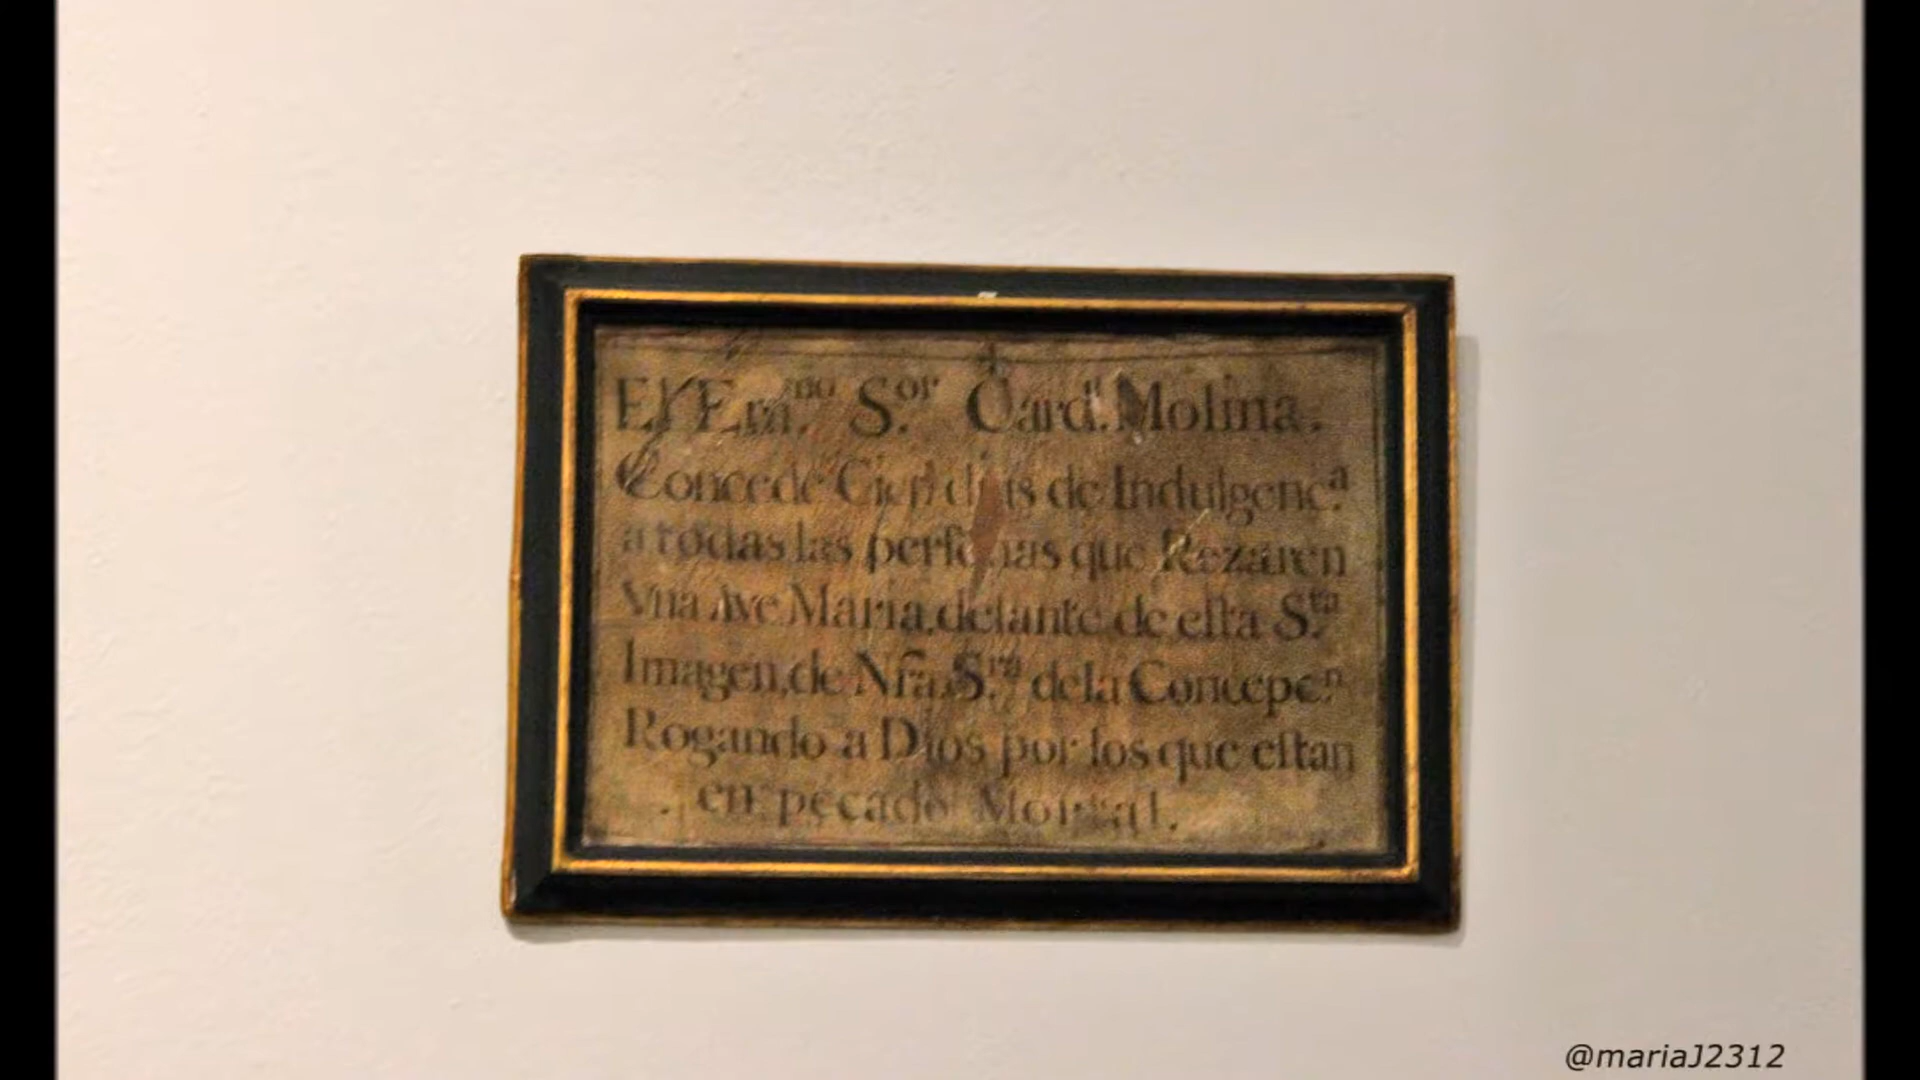 El Em.mo S.or Card.l Molina.
Concede Cien dias de Indulgenc.a
a todas las perſonas que Rezaren
Vna Ave Maria, delante de eſta S.ta
Imagen, de Nr̃a. S.ra de la Concepc.n
Rogando a Dios por los que eſtan
en pecado Mortal.
@mariaJ2312